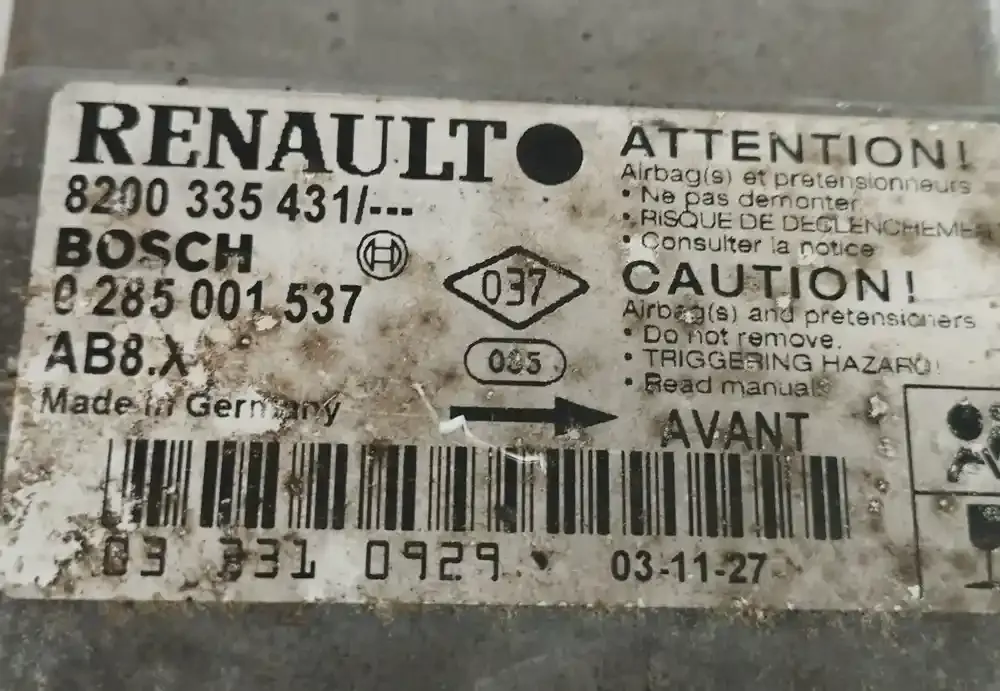 RENAULT
8200 335 431/---
BOSCH
0 285 001 537
AB8.X
Made in Germany
037
005
ATTENTION!
Airbag(s) et pretensionneurs
• Ne pas demonter
• RISQUE DE DECLENCHEME
• Consulter la notice
CAUTION!
Airbag(s) and pretensioners
• Do not remove.
• TRIGGERING HAZARD!
• Read manuals
AVANT
03 331 0929
03-11-27